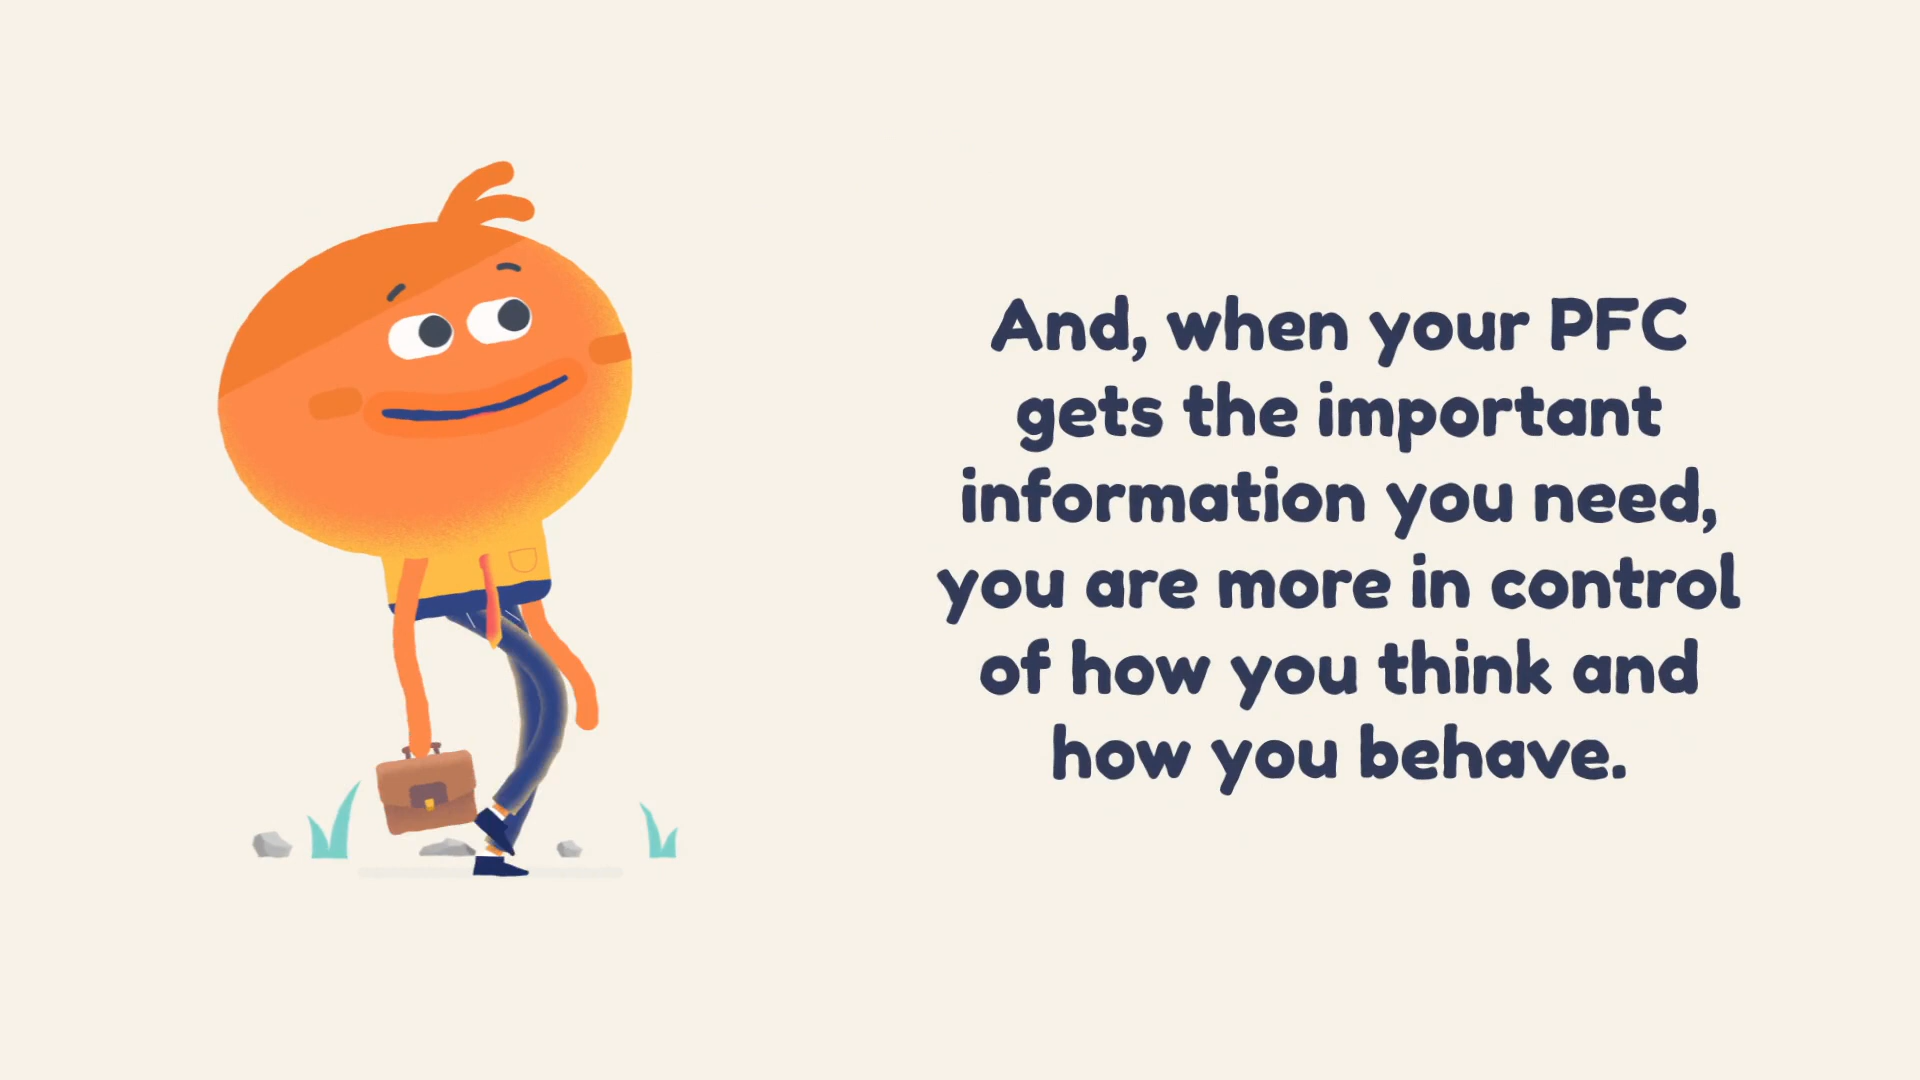 And, when your PFC
gets the important
information you need,
you are more in control
of how you think and
how you behave.